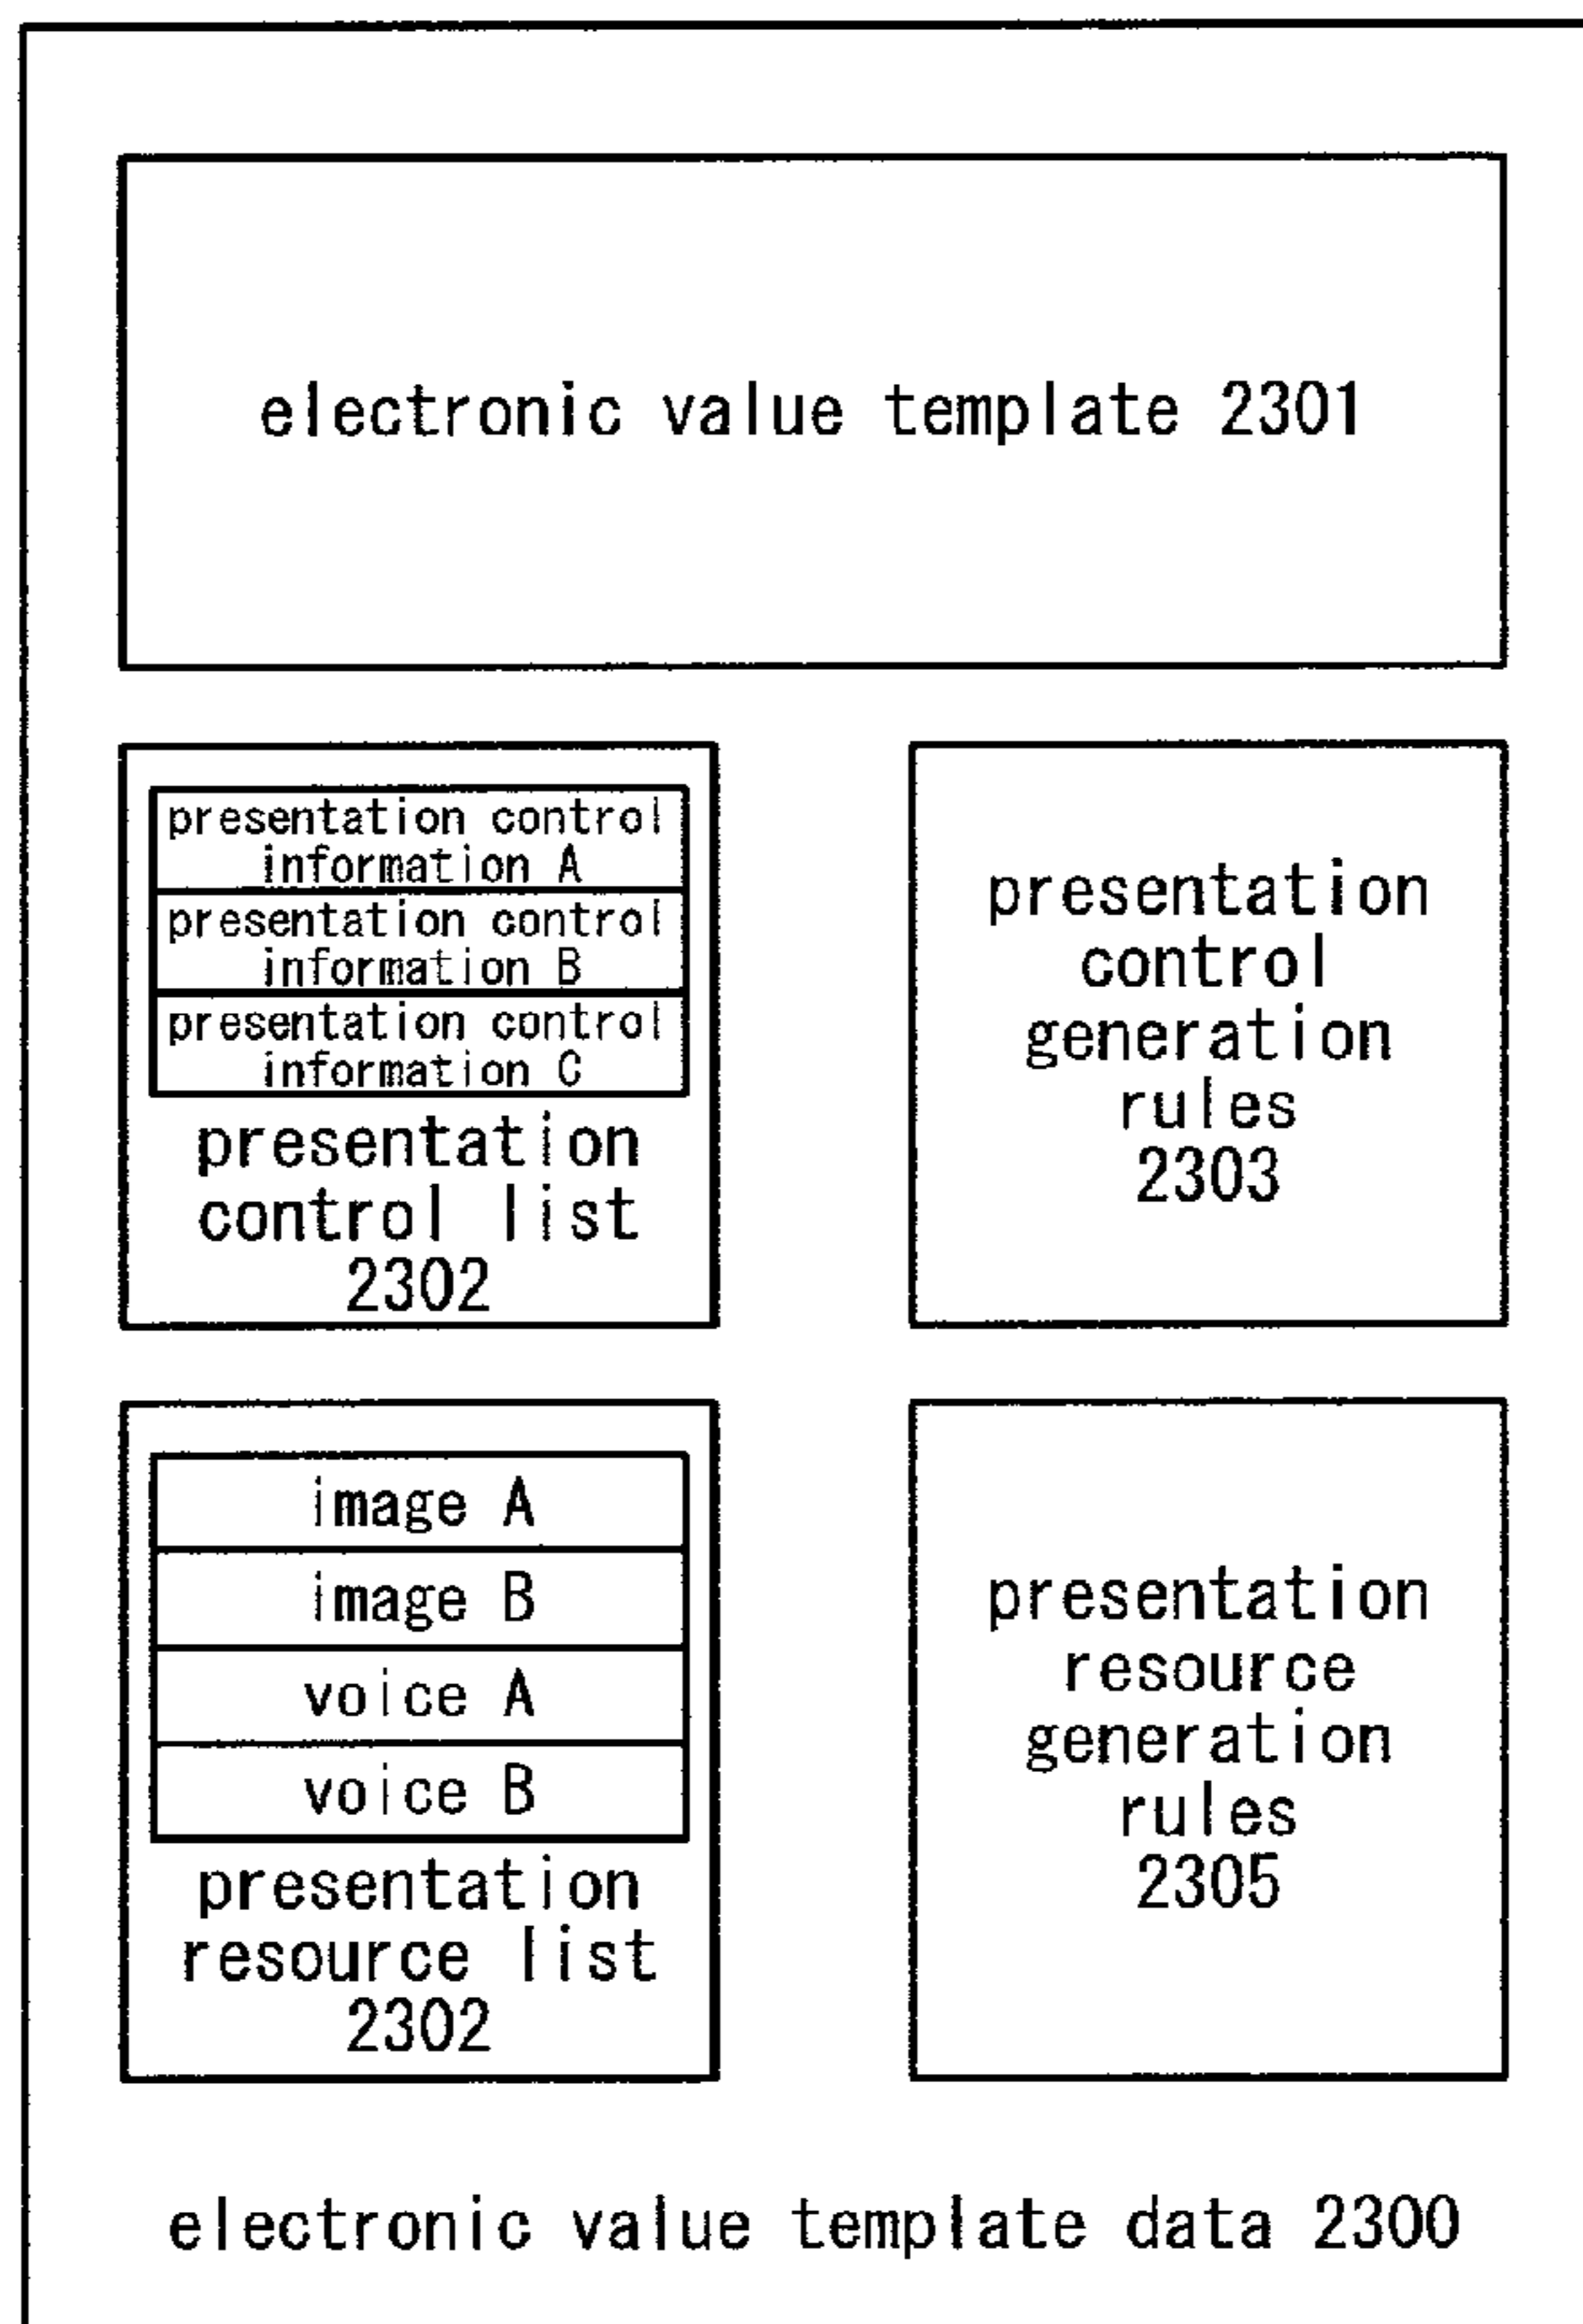 electronic value template 2301
presentation control
information A
presentation control
information B
presentation control
information C
presentation
control list
2302
presentation
control
generation
rules
2303
image A
image B
voice A
voice B
presentation
resource list
2302
presentation
resource
generation
rules
2305
electronic value template data 2300